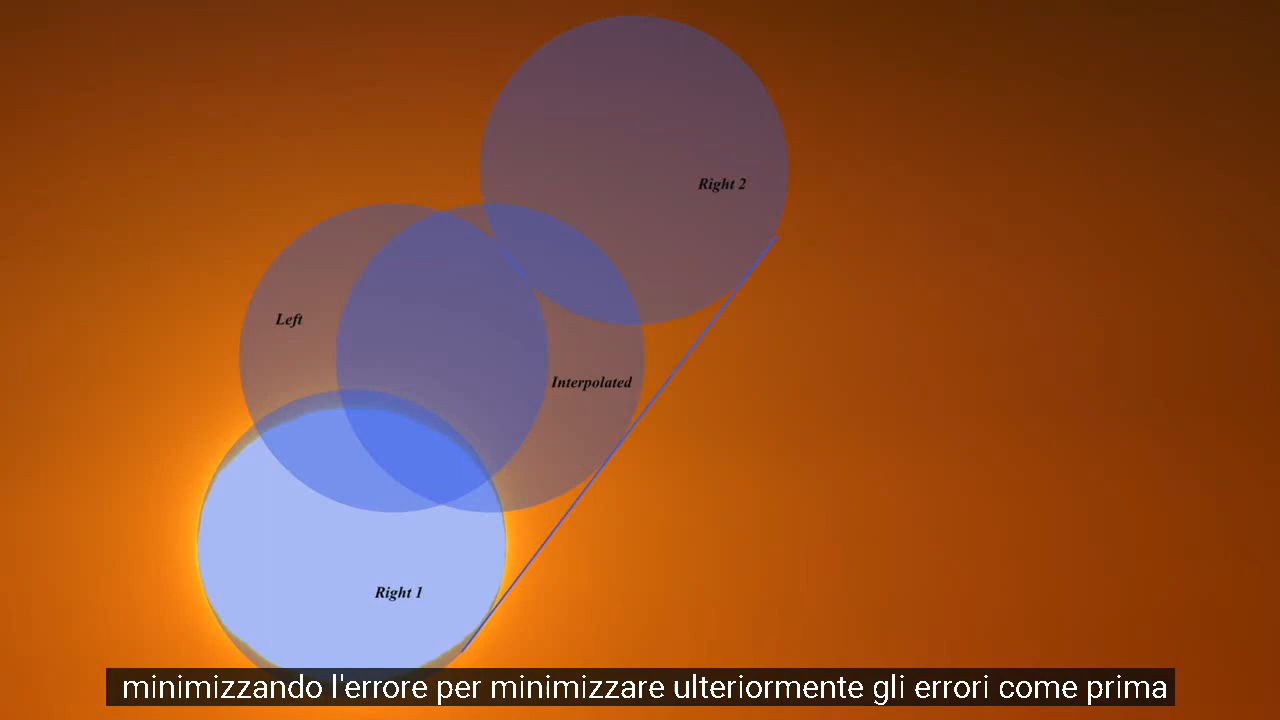 Right 2
Left
Interpolated
Right 1
minimizzando l'errore per minimizzare ulteriormente gli errori come prima